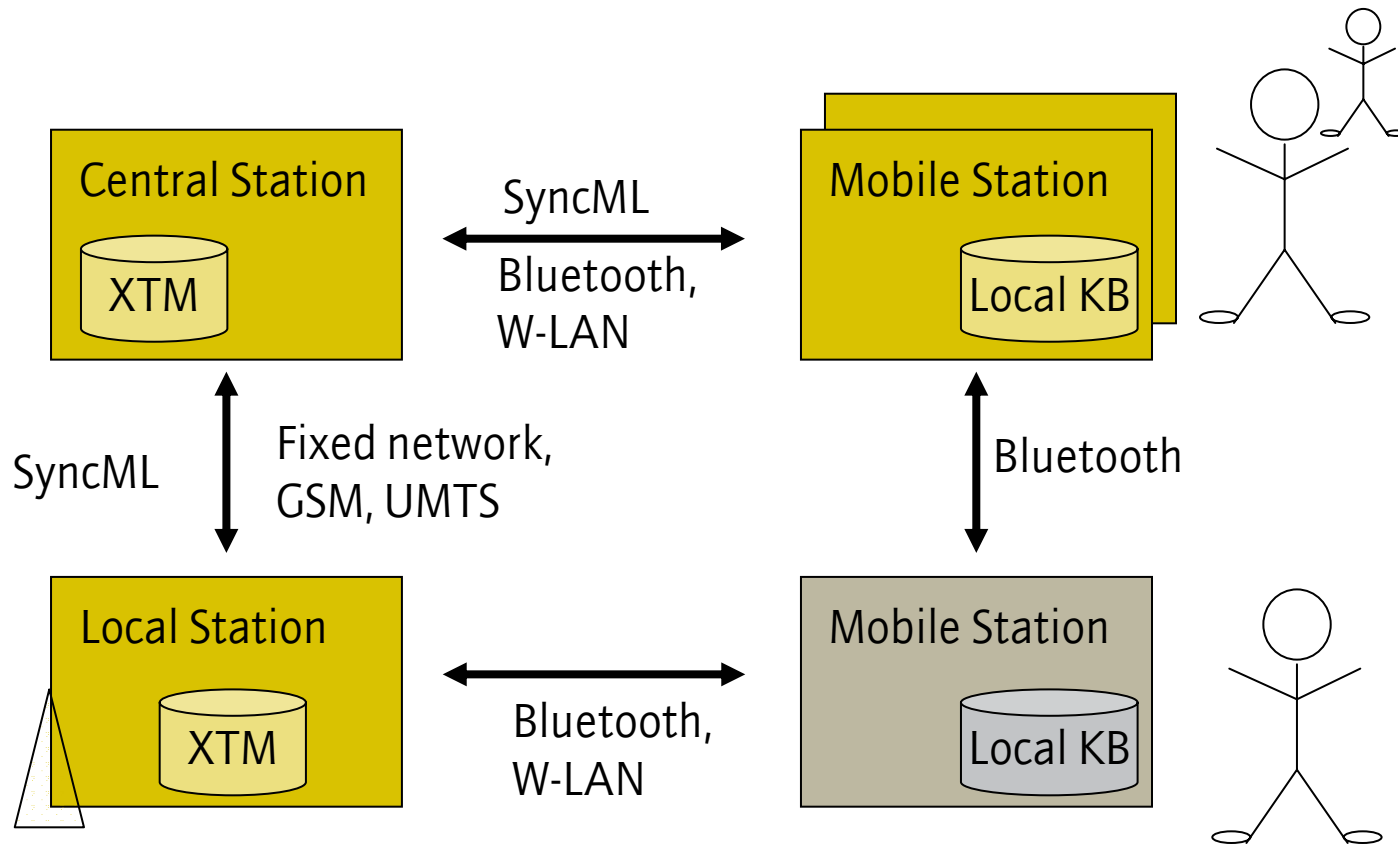 Central Station
XTM
SyncML
Bluetooth,
W-LAN
Mobile Station
Local KB
SyncML
Fixed network,
GSM, UMTS
Bluetooth
Local Station
XTM
Bluetooth,
W-LAN
Mobile Station
Local KB